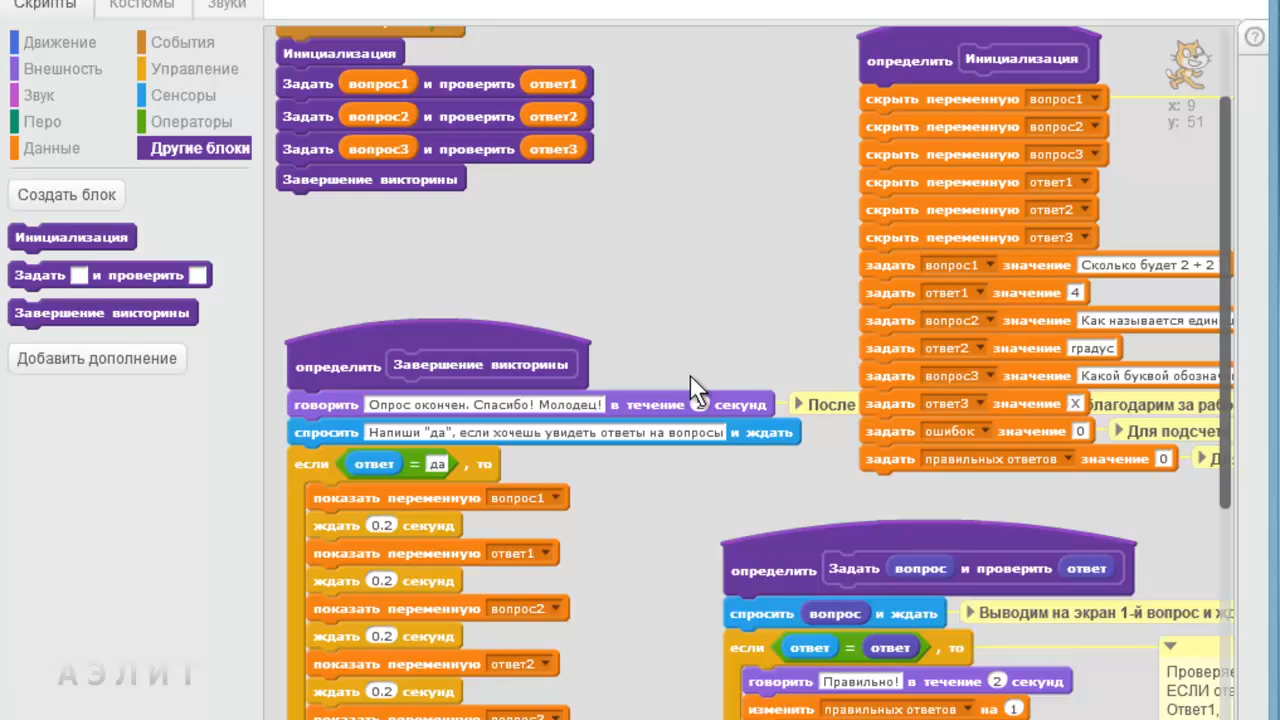 Скрипты Костюмы Звуки
Движение События
Внешность Управление
Звук Сенсоры
Перо Операторы
Данные Другие блоки
Создать блок
Инициализация
Задать и проверить
Завершение викторины
Добавить дополнение
Инициализация
Задать вопрос1 и проверить ответ1
Задать вопрос2 и проверить ответ2
Задать вопрос3 и проверить ответ3
Завершение викторины
определить Завершение викторины
говорить Опрос окончен. Спасибо! Молодец! в течение секунд После
спросить Напиши "да", если хочешь увидеть ответы на вопросы и ждать
если ответ = да , то
показать переменную вопрос1
ждать 0.2 секунд
показать переменную ответ1
ждать 0.2 секунд
показать переменную вопрос2
ждать 0.2 секунд
показать переменную ответ2
ждать 0.2 секунд
показать переменную
определить Инициализация
скрыть переменную вопрос1
скрыть переменную вопрос2
скрыть переменную вопрос3
скрыть переменную ответ1
скрыть переменную ответ2
скрыть переменную ответ3
задать вопрос1 значение Сколько будет 2 + 2
задать ответ1 значение 4
задать вопрос2 значение Как называется един
задать ответ2 значение градус
задать вопрос3 значение Какой буквой обознач
задать ответ3 значение X благодарим за рабо
задать ошибок значение 0 Для подсчет
задать правильных ответов значение 0 Д
определить Задать вопрос и проверить ответ
спросить вопрос и ждать Выводим на экран 1-й вопрос и ж
если ответ = ответ , то
говорить Правильно! в течение 2 секунд
изменить правильных ответов на 1
Проверяе
ЕСЛИ отв
Ответ1,
x: 9
y: 51
?
АЭЛИТ